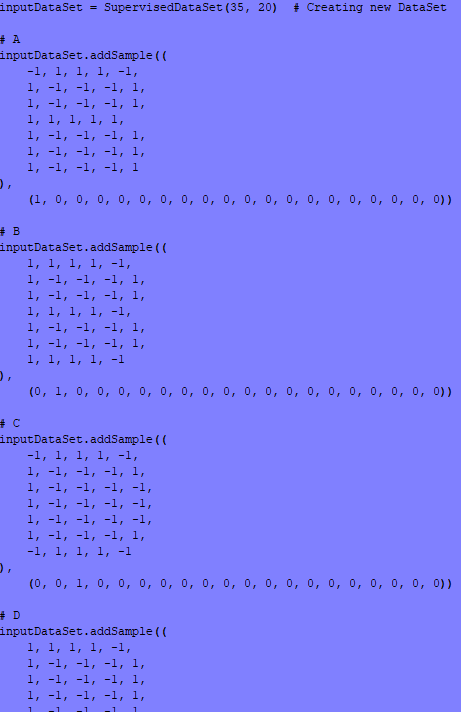 inputDataSet = SupervisedDataSet(35, 20)  # Creating new DataSet
# A
inputDataSet.addSample((
-1, 1, 1, 1, -1,
1, -1, -1, -1, 1,
1, -1, -1, -1, 1,
1, 1, 1, 1, 1,
1, -1, -1, -1, 1,
1, -1, -1, -1, 1,
1, -1, -1, -1, 1
),
(1, 0, 0, 0, 0, 0, 0, 0, 0, 0, 0, 0, 0, 0, 0, 0, 0, 0, 0, 0))
# B
inputDataSet.addSample((
1, 1, 1, 1, -1,
1, -1, -1, -1, 1,
1, -1, -1, -1, 1,
1, 1, 1, 1, -1,
1, -1, -1, -1, 1,
1, -1, -1, -1, 1,
1, 1, 1, 1, -1
),
(0, 1, 0, 0, 0, 0, 0, 0, 0, 0, 0, 0, 0, 0, 0, 0, 0, 0, 0, 0))
# C
inputDataSet.addSample((
-1, 1, 1, 1, -1,
1, -1, -1, -1, 1,
1, -1, -1, -1, -1,
1, -1, -1, -1, -1,
1, -1, -1, -1, -1,
1, -1, -1, -1, 1,
-1, 1, 1, 1, -1
),
(0, 0, 1, 0, 0, 0, 0, 0, 0, 0, 0, 0, 0, 0, 0, 0, 0, 0, 0, 0))
# D
inputDataSet.addSample((
1, 1, 1, 1, -1,
1, -1, -1, -1, 1,
1, -1, -1, -1, 1,
1, -1, -1, -1, 1,
1, -1, -1, -1, 1